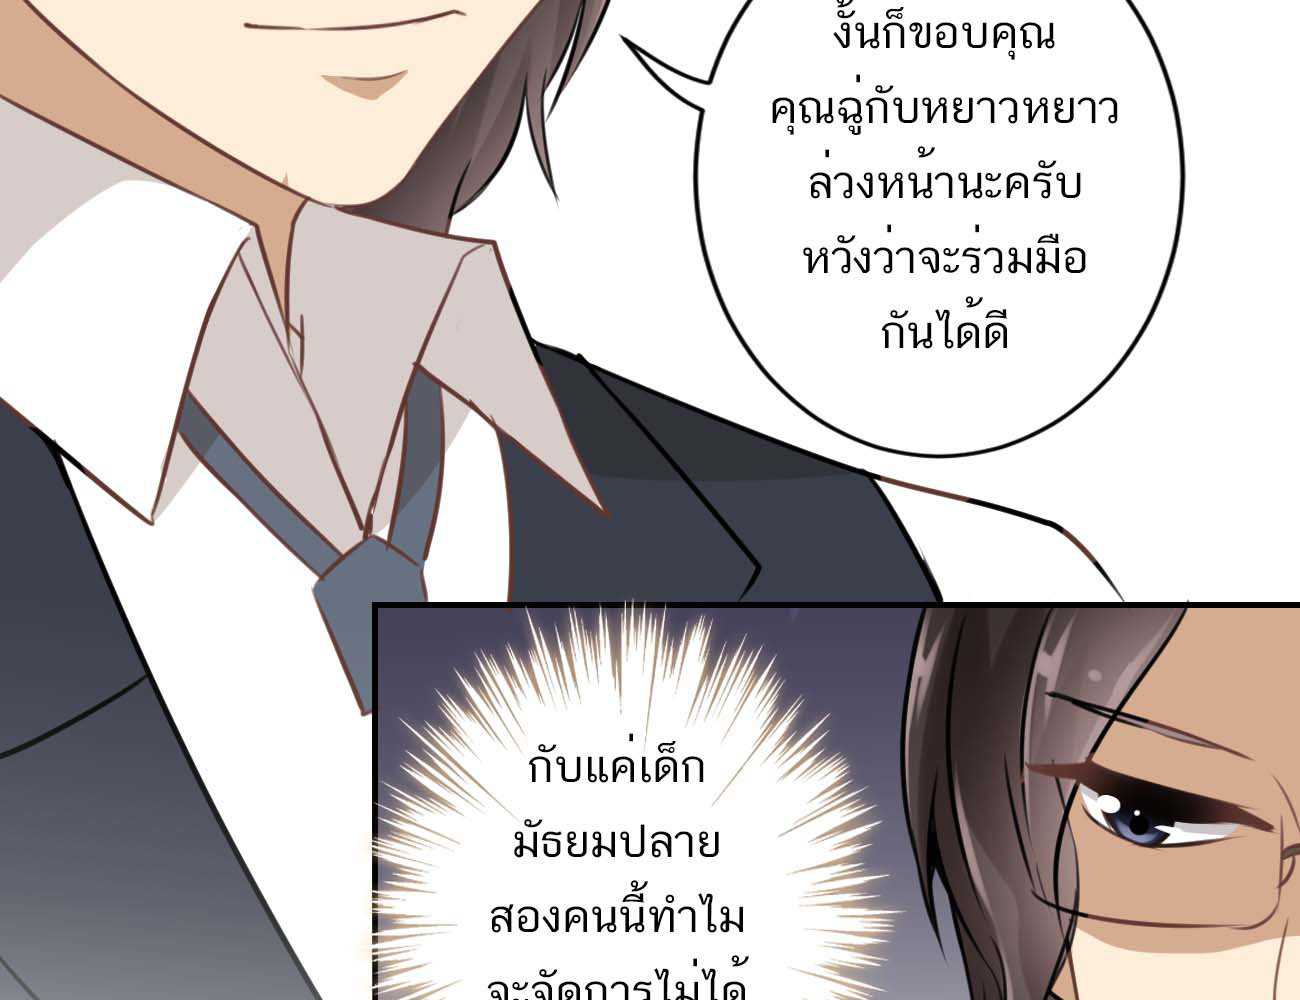 งั้นก็ขอบคุณ
คุณฉู่กับหยาวหยาว
ล่วงหน้านะครับ
หวังว่าจะร่วมมือ
กันได้ดี
กับแค่เด็ก
มัธยมปลาย
สองคนนี้ทำไม
จะจัดการไม่ได้